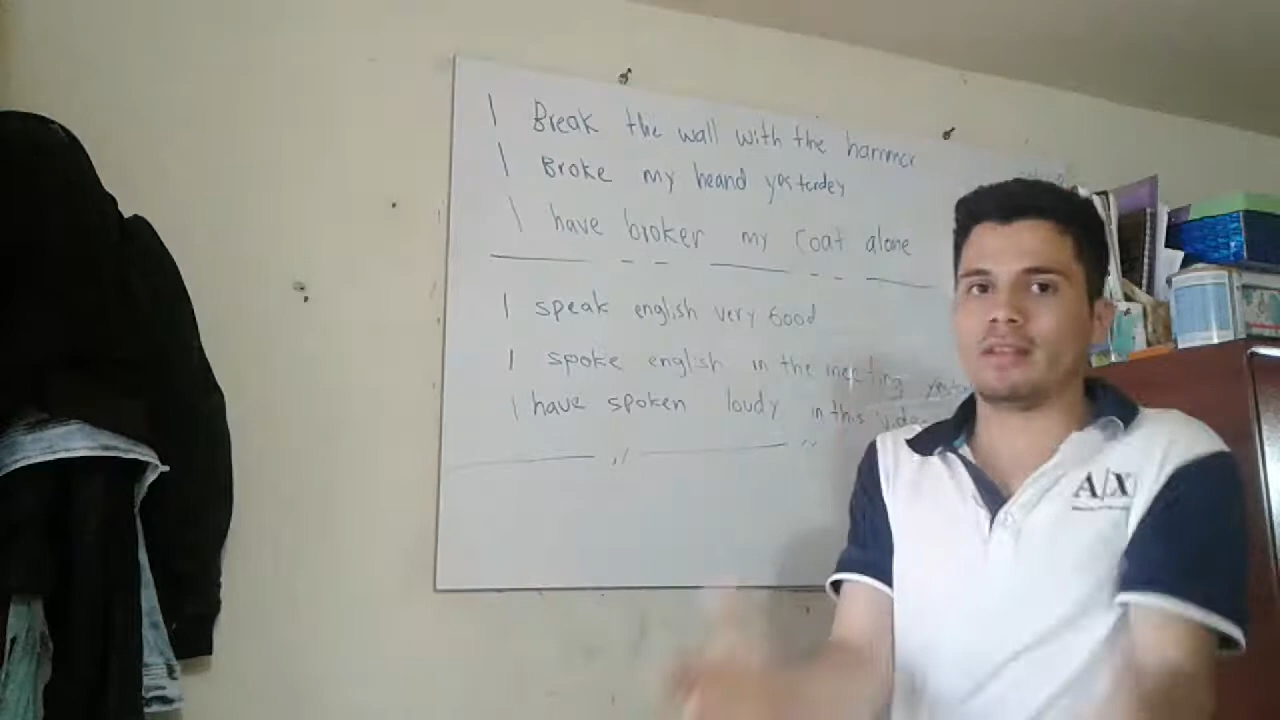 I Break the wall with the hammer
I Broke my heand yesterdey
I have broken my coat alone
I speak english very Good
I spoke english in the meeting
I have spoken loudy in this
A|X